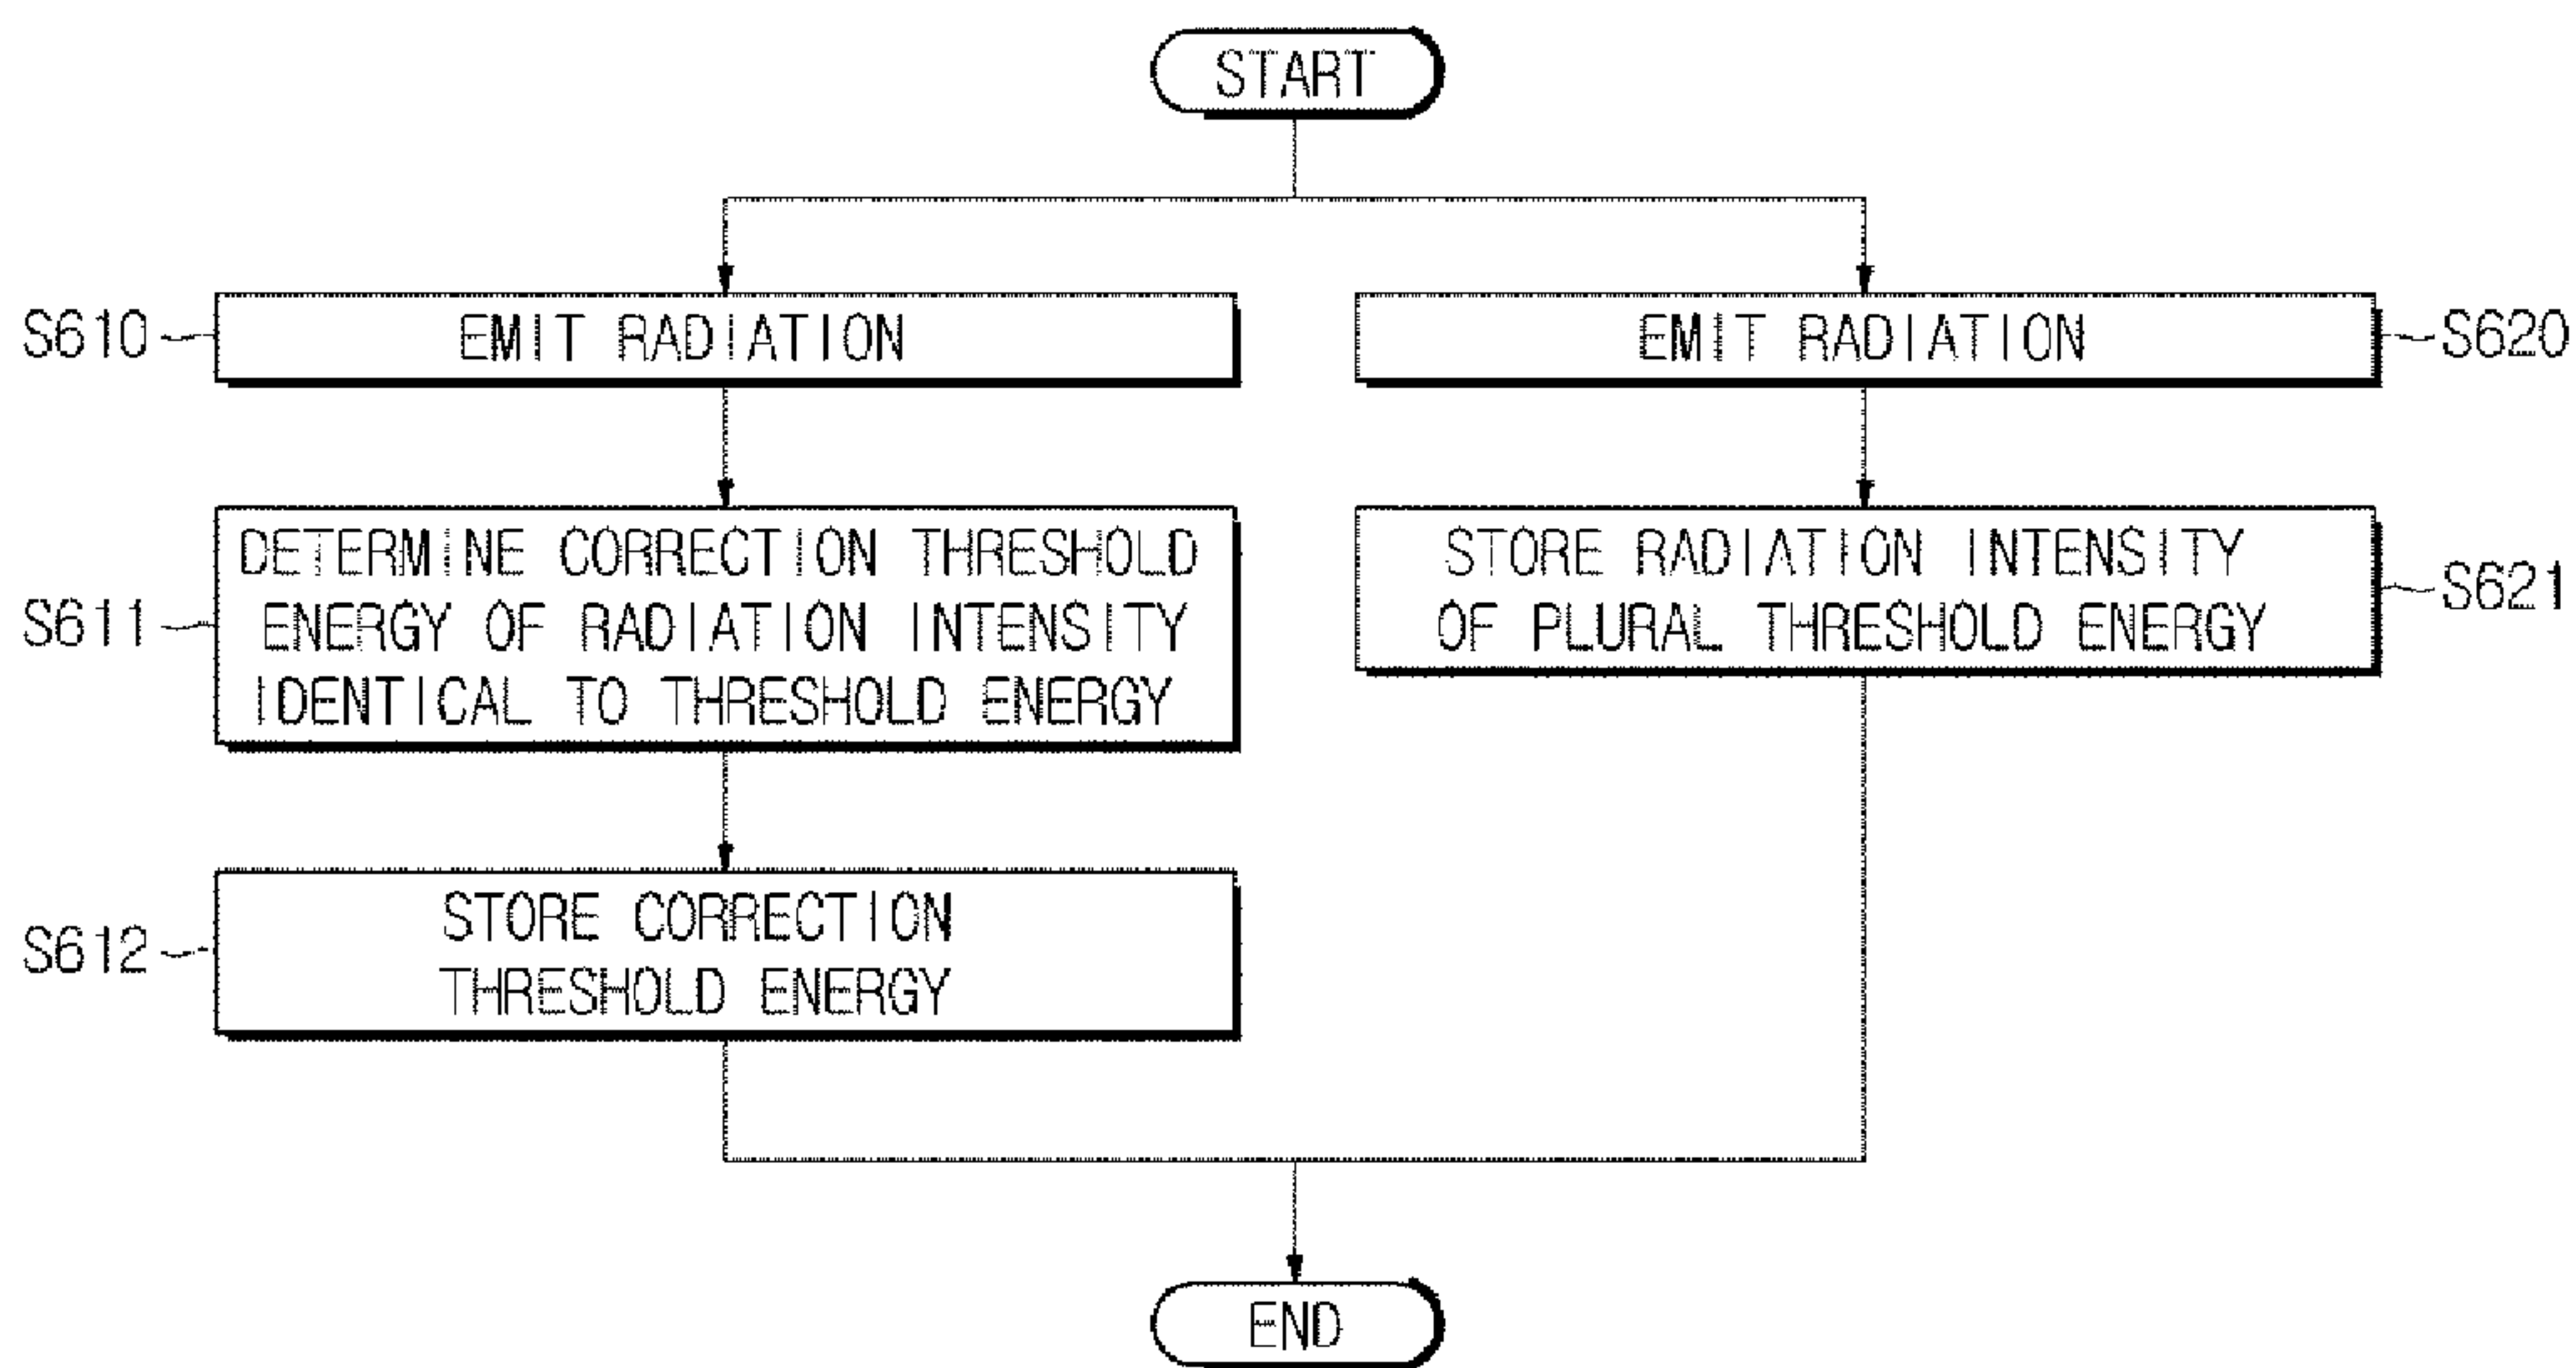 START
S610
EMIT RADIATION
EMIT RADIATION
S620
S611
DETERMINE CORRECTION THRESHOLD
ENERGY OF RADIATION INTENSITY
IDENTICAL TO THRESHOLD ENERGY
STORE RADIATION INTENSITY
OF PLURAL THRESHOLD ENERGY
S621
S612
STORE CORRECTION
THRESHOLD ENERGY
END